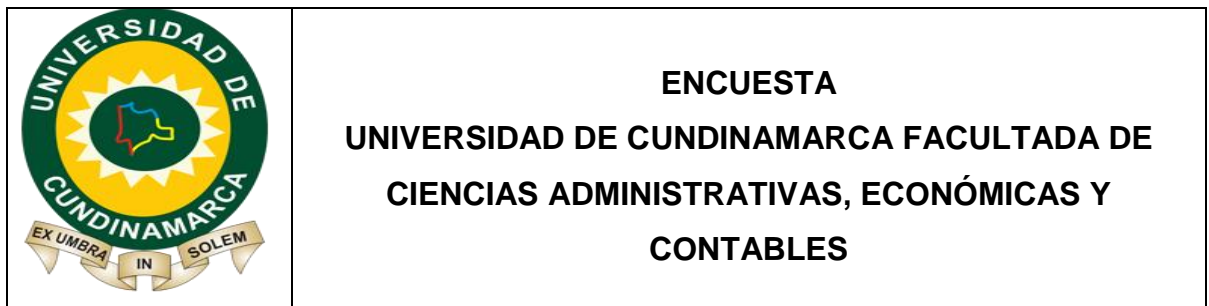 UNIVERSIDAD DE
CUNDINAMARCA
EX UMBRA
IN
SOLEM
ENCUESTA
UNIVERSIDAD DE CUNDINAMARCA FACULTADA DE
CIENCIAS ADMINISTRATIVAS, ECONÓMICAS Y
CONTABLES